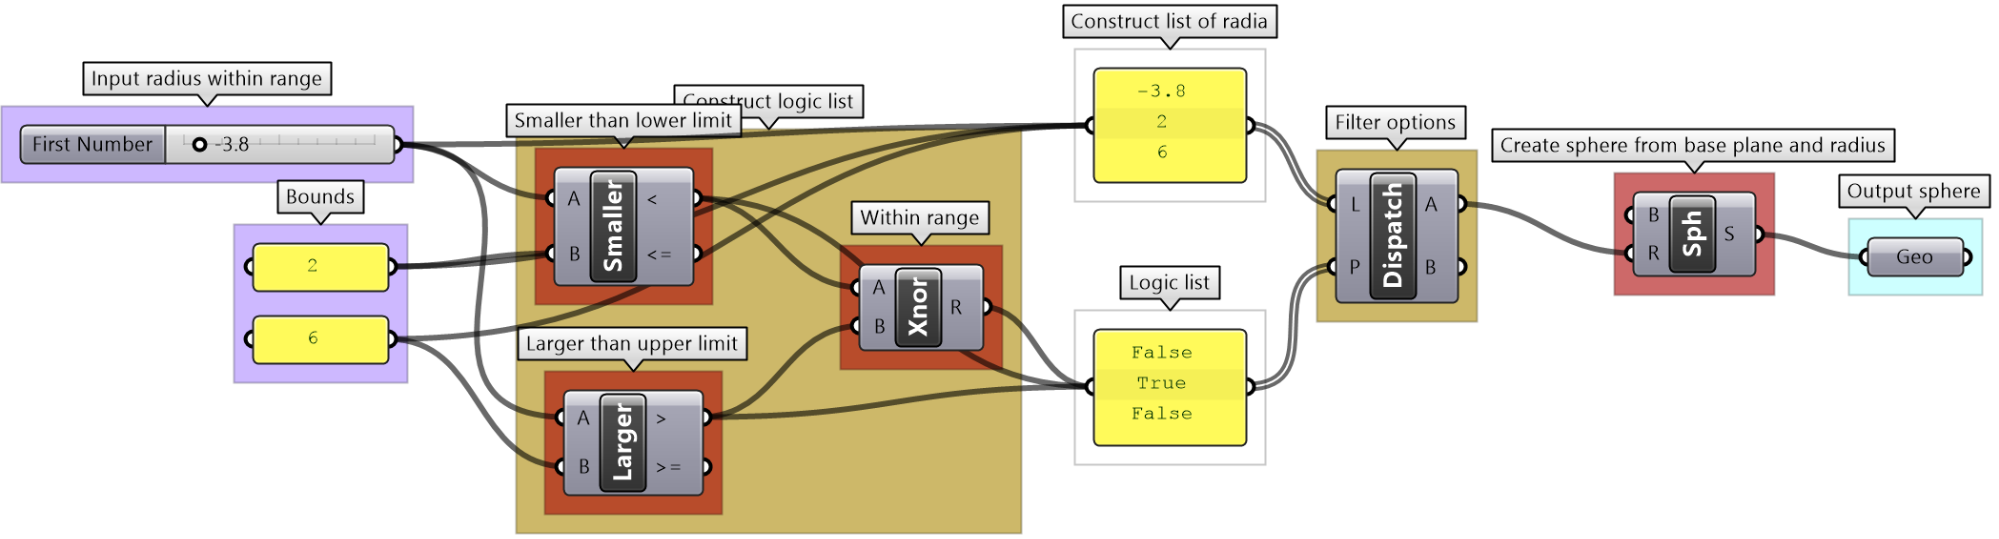 Input radius within range
First Number
-3.8
Bounds
2
6
Construct logic list
Smaller than lower limit
A
B
Smaller
<
<=
Larger than upper limit
A
B
Larger
>
>=
Within range
A
B
Xnor
R
Construct list of radia
-3.8
2
6
Logic list
False
True
False
Filter options
L
P
Dispatch
A
B
Create sphere from base plane and radius
B
R
Sph
S
Output sphere
Geo